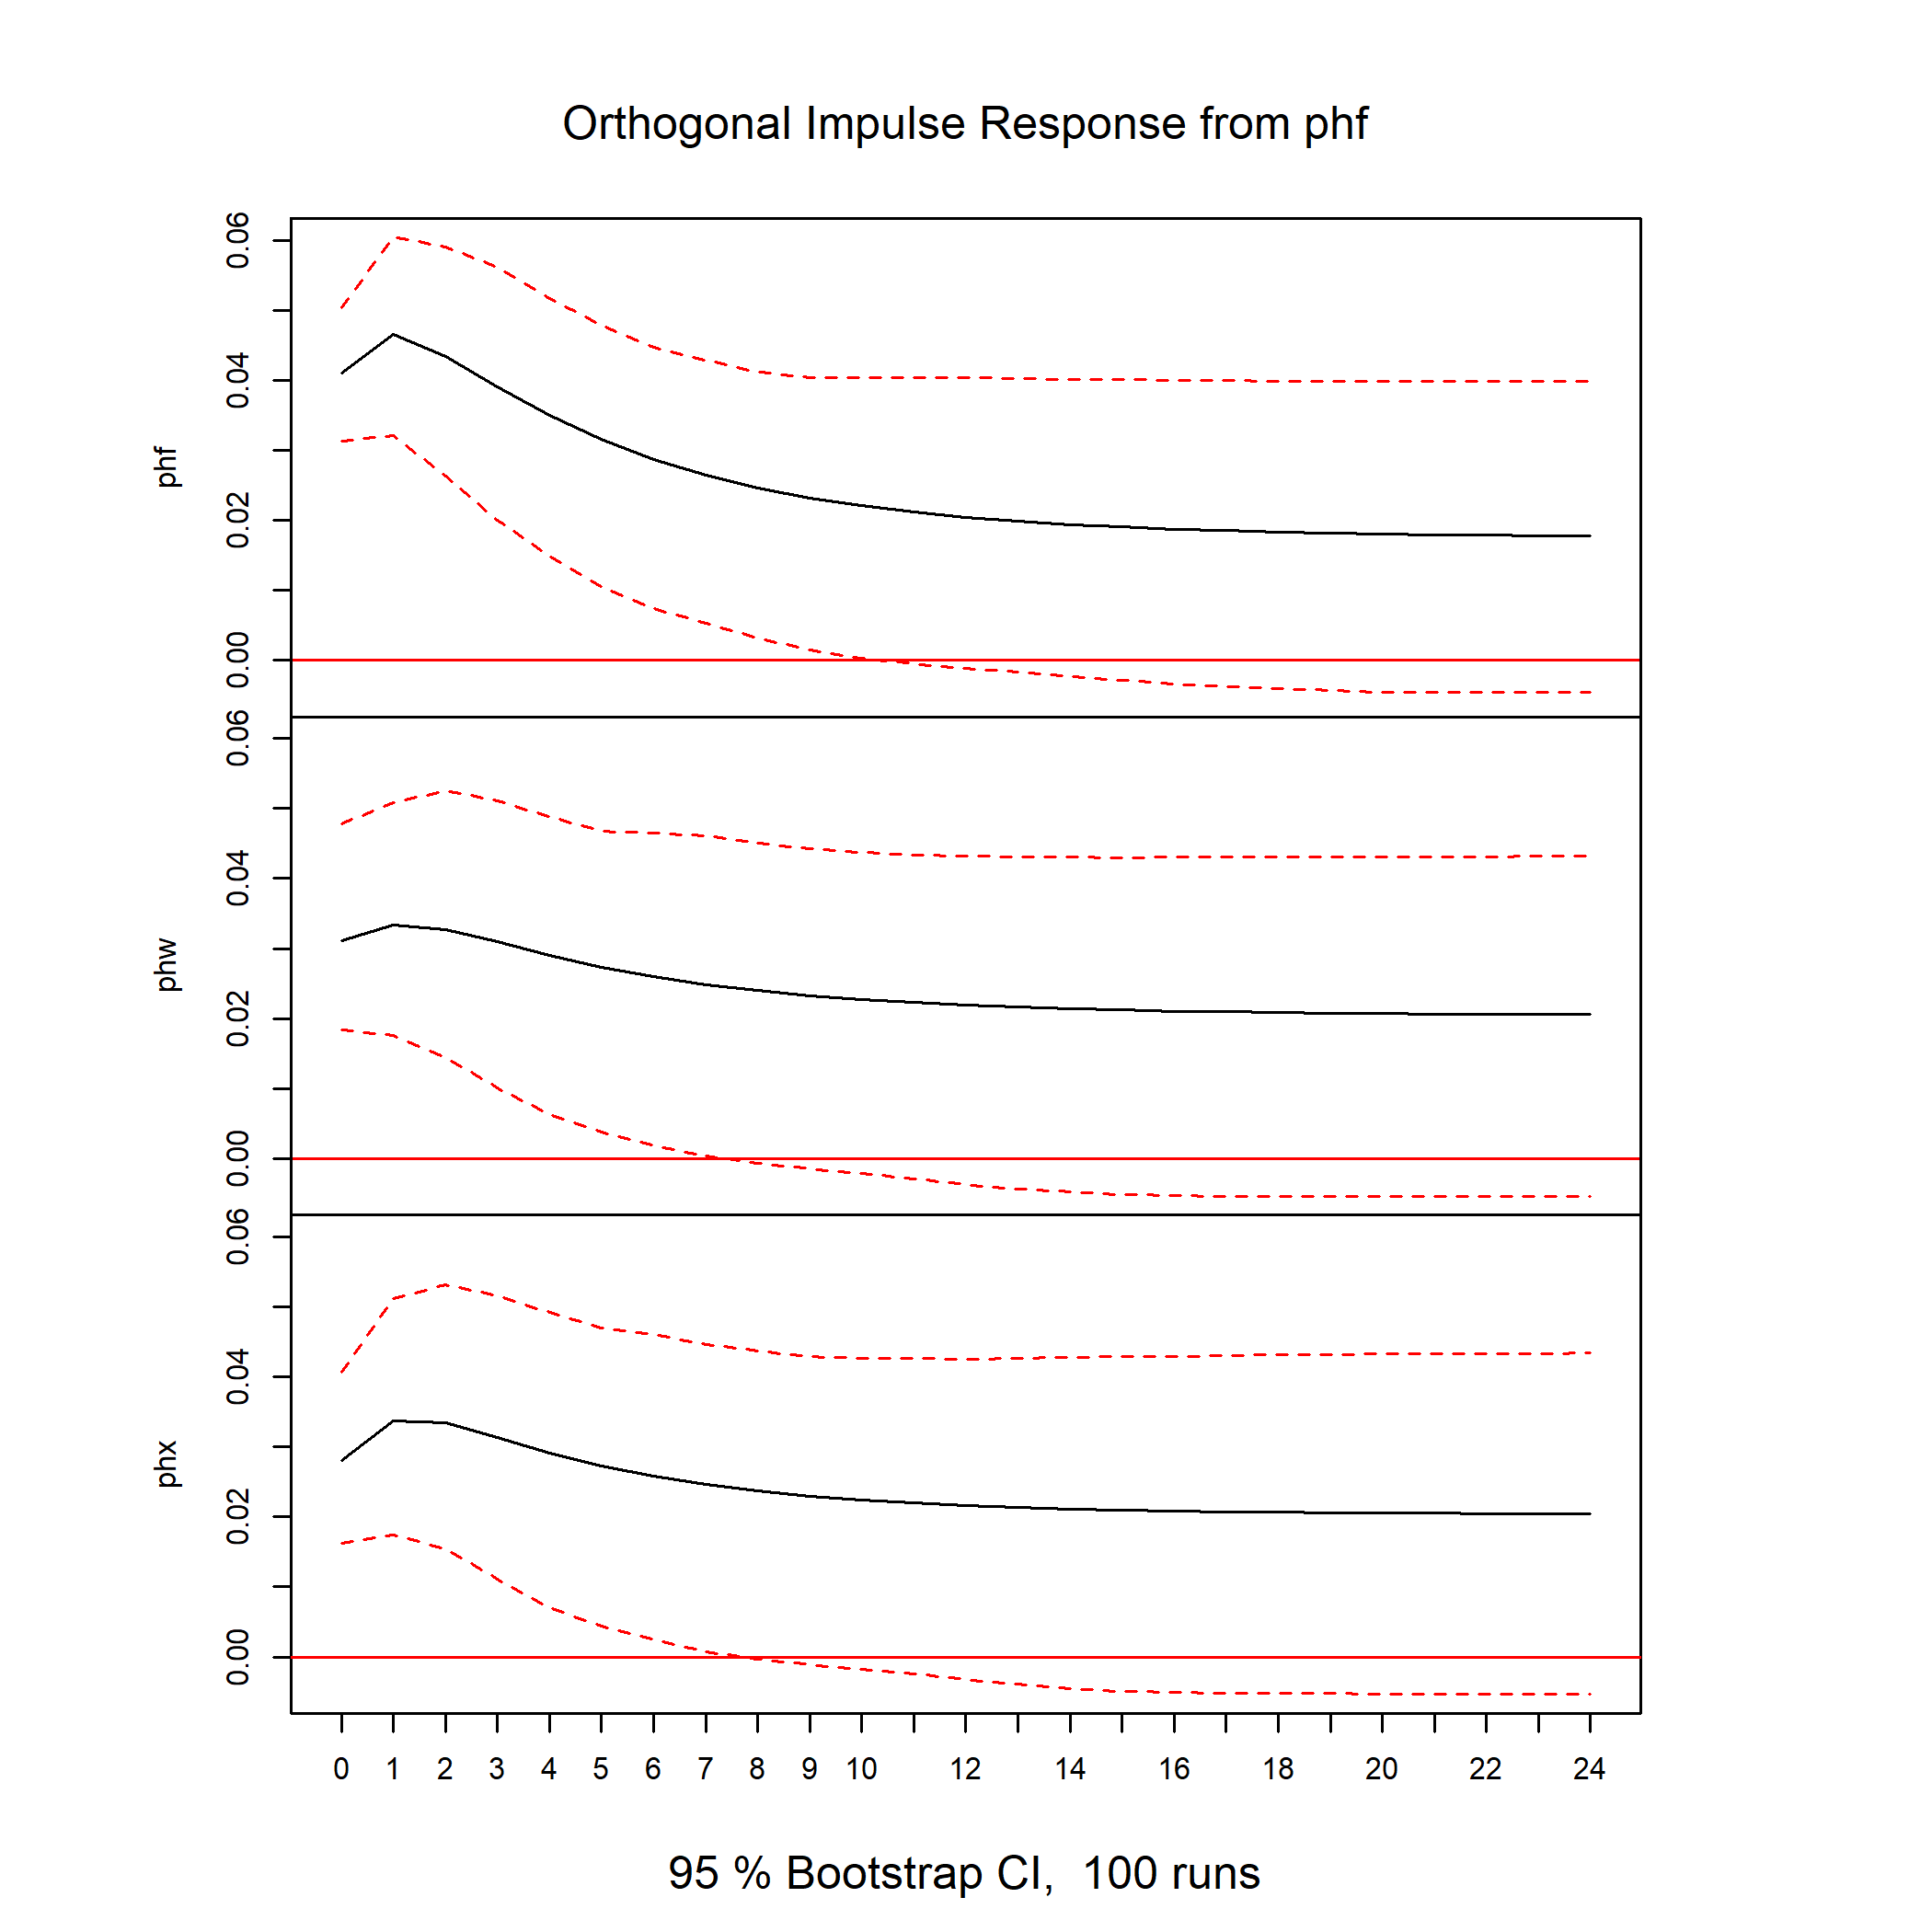 Orthogonal Impulse Response from phf
phf
0.00 0.02 0.04 0.06
phw
0.00 0.02 0.04 0.06
phx
0.00 0.02 0.04 0.06
0 1 2 3 4 5 6 7 8 9 10 12 14 16 18 20 22 24
95 % Bootstrap CI,  100 runs